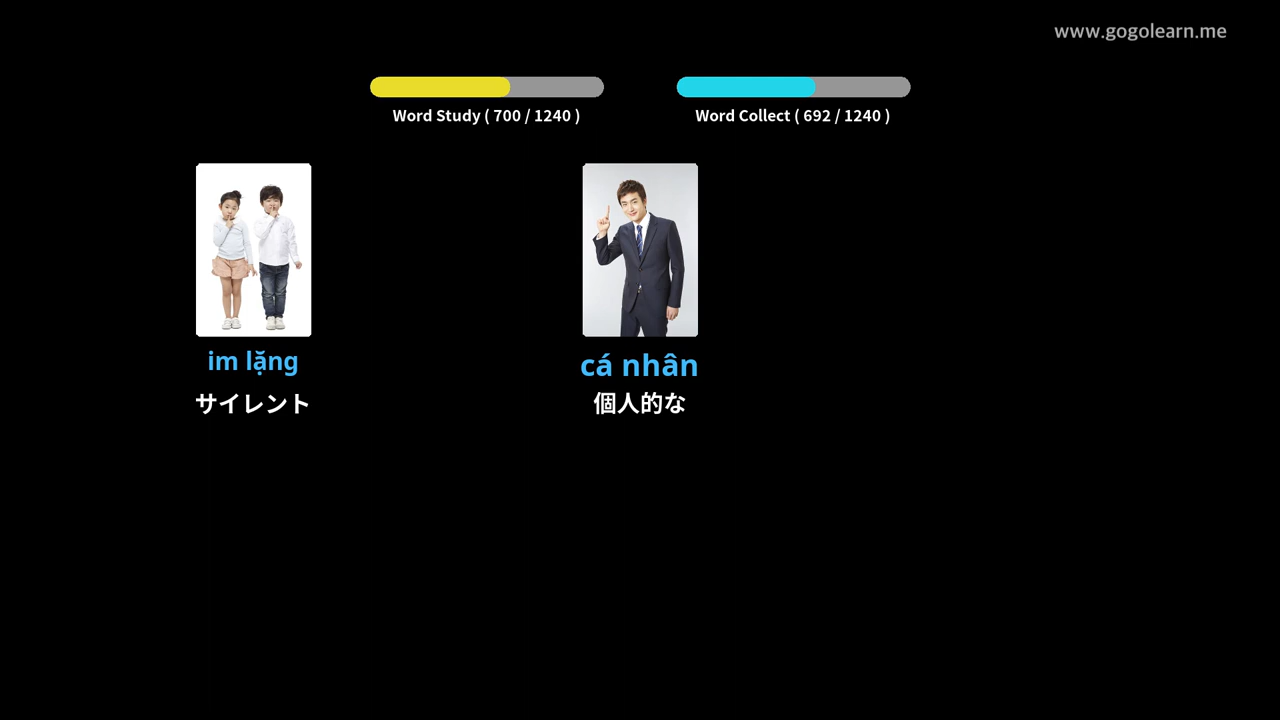 www.gogolearn.me
Word Study ( 700 / 1240 )
Word Collect ( 692 / 1240 )
im lặng
cá nhân
サイレント
個人的な